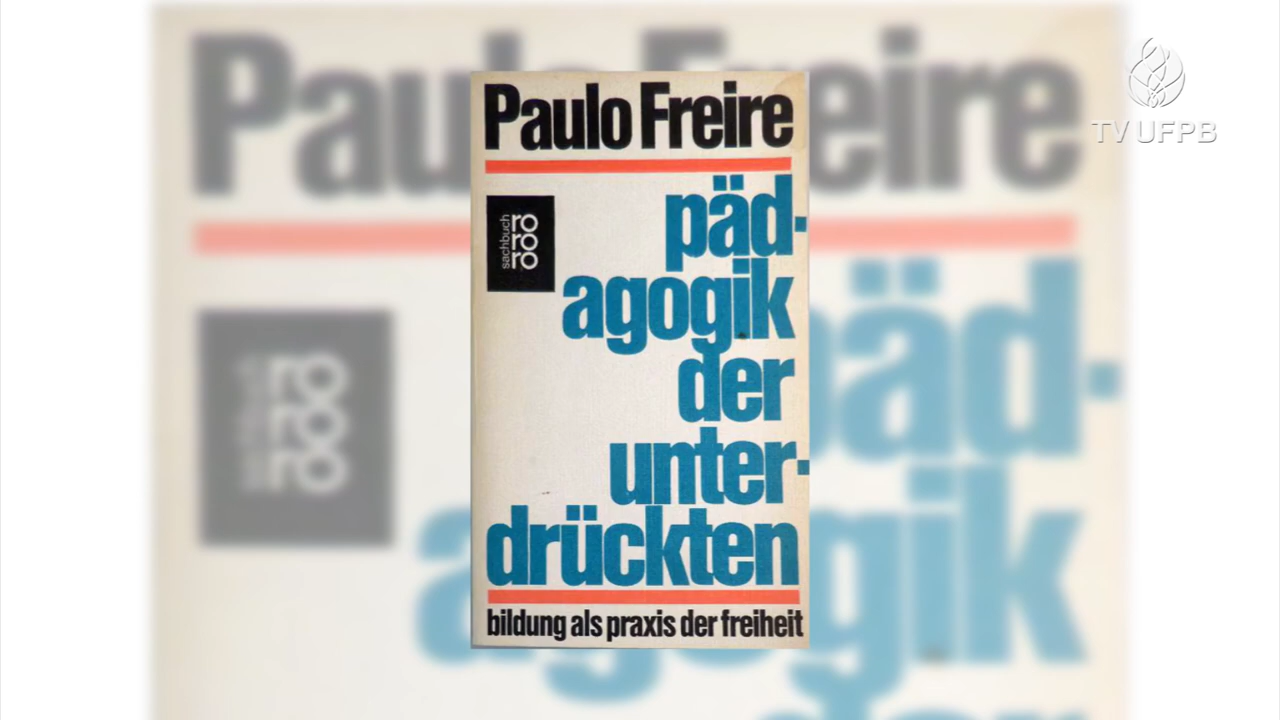 Paulo Freire
päd-
agogik
der
unter-
drückten
sachbuch
ro
ro
ro
bildung als praxis der freiheit
TV UFPB